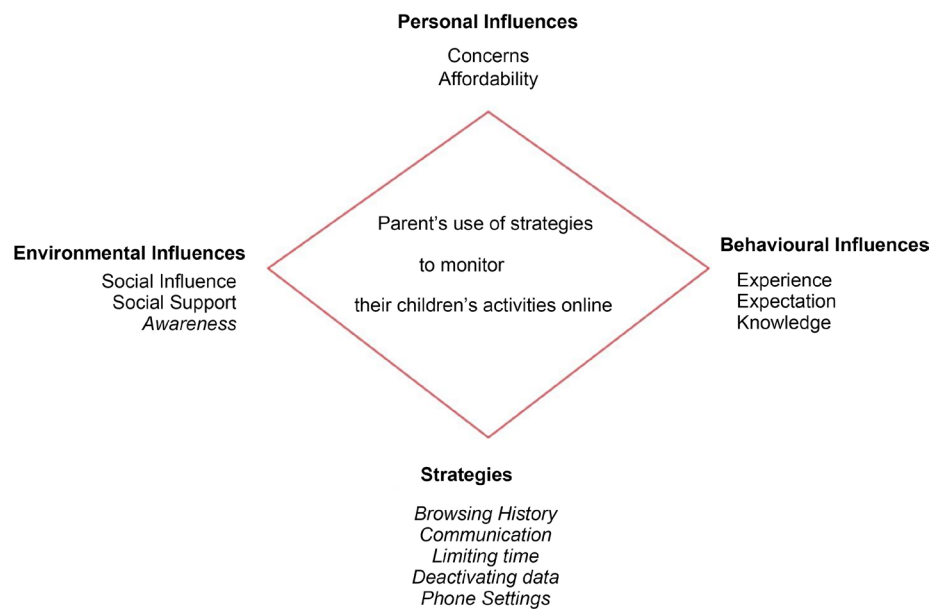 Personal Influences
Concerns
Affordability
Parent’s use of strategies
to monitor
their children’s activities online
Environmental Influences
Social Influence
Social Support
Awareness
Behavioural Influences
Experience
Expectation
Knowledge
Strategies
Browsing History
Communication
Limiting time
Deactivating data
Phone Settings